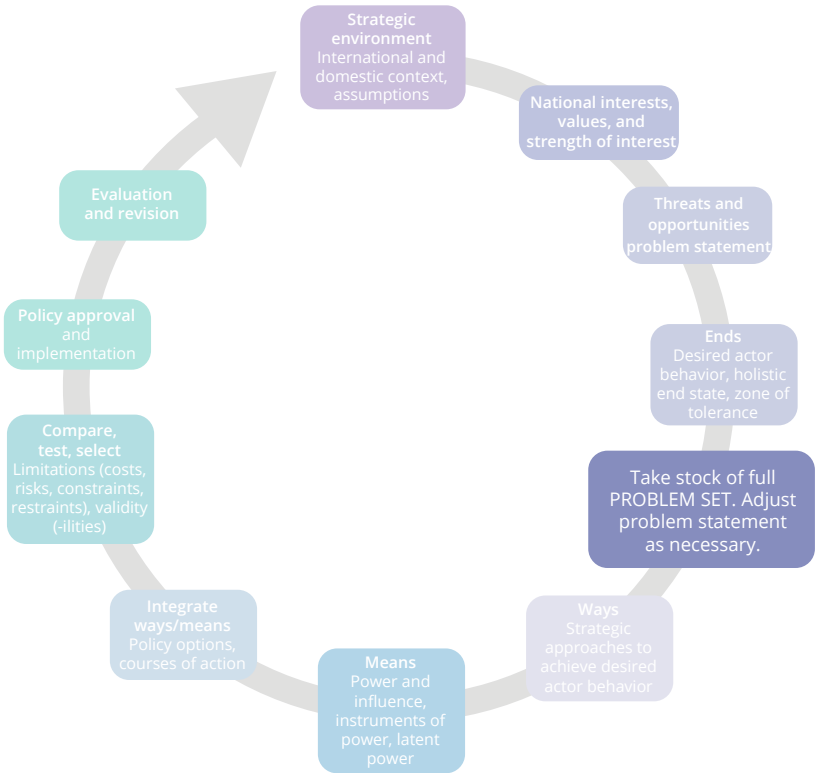 Strategic
environment
International and
domestic context,
assumptions
National interests,
values, and
strength of interest
Threats and
opportunities
problem statement
Ends
Desired actor
behavior, holistic
end state, zone of
tolerance
Take stock of full
PROBLEM SET. Adjust
problem statement
as necessary.
Ways
Strategic
approaches to
achieve desired
actor behavior
Means
Power and
influence,
instruments of
power, latent
power
Integrate
ways/means
Policy options,
courses of action
Compare,
test, select
Limitations (costs,
risks, constraints,
restraints), validity
(-ilities)
Policy approval
and
implementation
Evaluation
and revision